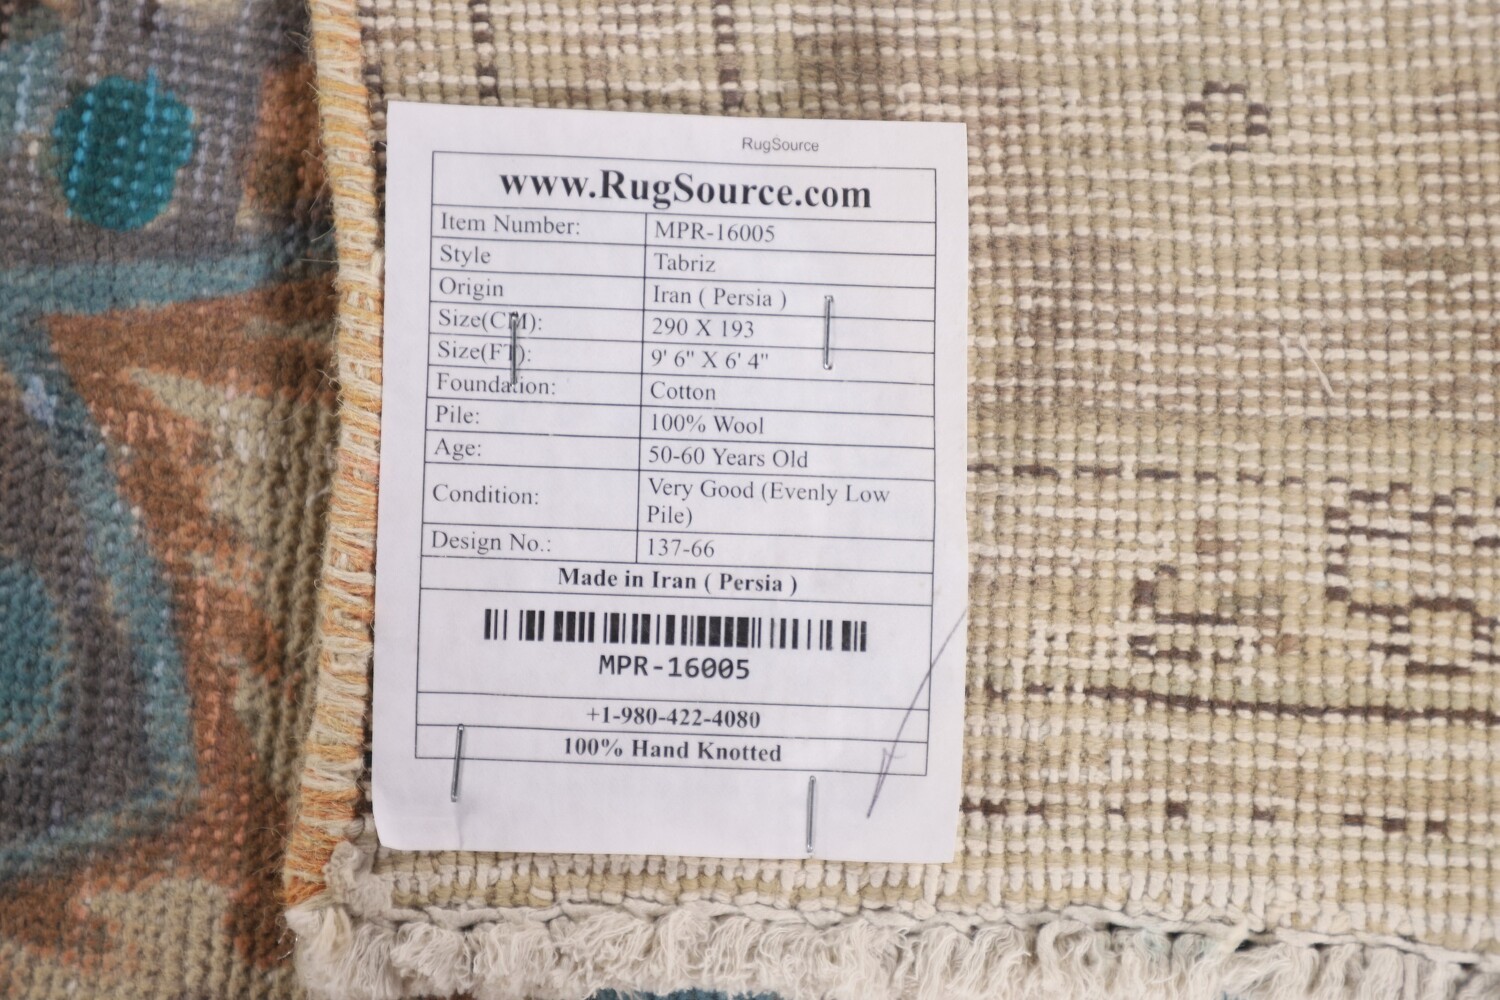 RugSource
www.RugSource.com
Item Number: MPR-16005
Style Tabriz
Origin Iran ( Persia )
Size(CM): 290 X 193
Size(FT): 9' 6" X 6' 4"
Foundation: Cotton
Pile: 100% Wool
Age: 50-60 Years Old
Condition: Very Good (Evenly Low
Pile)
Design No.: 137-66
Made in Iran ( Persia )
MPR-16005
+1-980-422-4080
100% Hand Knotted